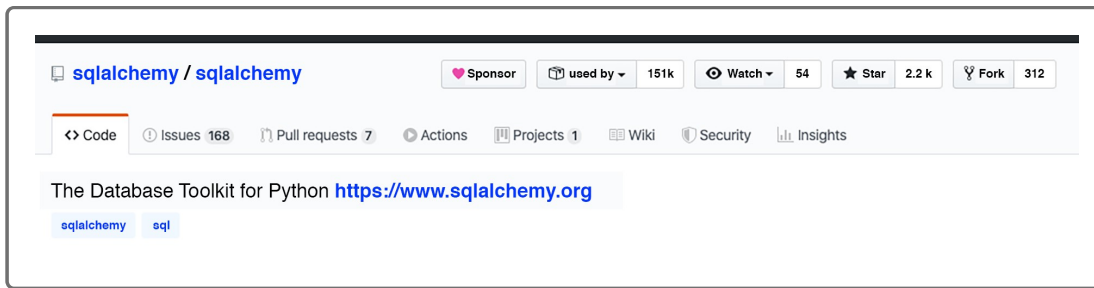 sqlalchemy / sqlalchemy Sponsor used by 151k Watch 54 Star 2.2 k Fork 312
Code Issues 168 Pull requests 7 Actions Projects 1 Wiki Security Insights
The Database Toolkit for Python https://www.sqlalchemy.org
sqlalchemy sql